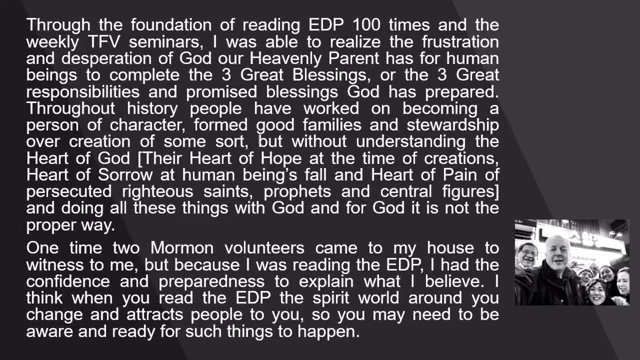 Through the foundation of reading EDP 100 times and the
weekly TFV seminars, I was able to realize the frustration
and desperation of God our Heavenly Parent has for human
beings to complete the 3 Great Blessings, or the 3 Great
responsibilities and promised blessings God has prepared.
Throughout history people have worked on becoming a
person of character, formed good families and stewardship
over creation of some sort, but without understanding the
Heart of God [Their Heart of Hope at the time of creations,
Heart of Sorrow at human being's fall and Heart of Pain of
persecuted righteous saints, prophets and central figures]
and doing all these things with God and for God it is not the
proper way.
One time two Mormon volunteers came to my house to
witness to me, but because I was reading the EDP, I had the
confidence and preparedness to explain what I believe. I
think when you read the EDP the spirit world around you
change and attracts people to you, so you may need to be
aware and ready for such things to happen.